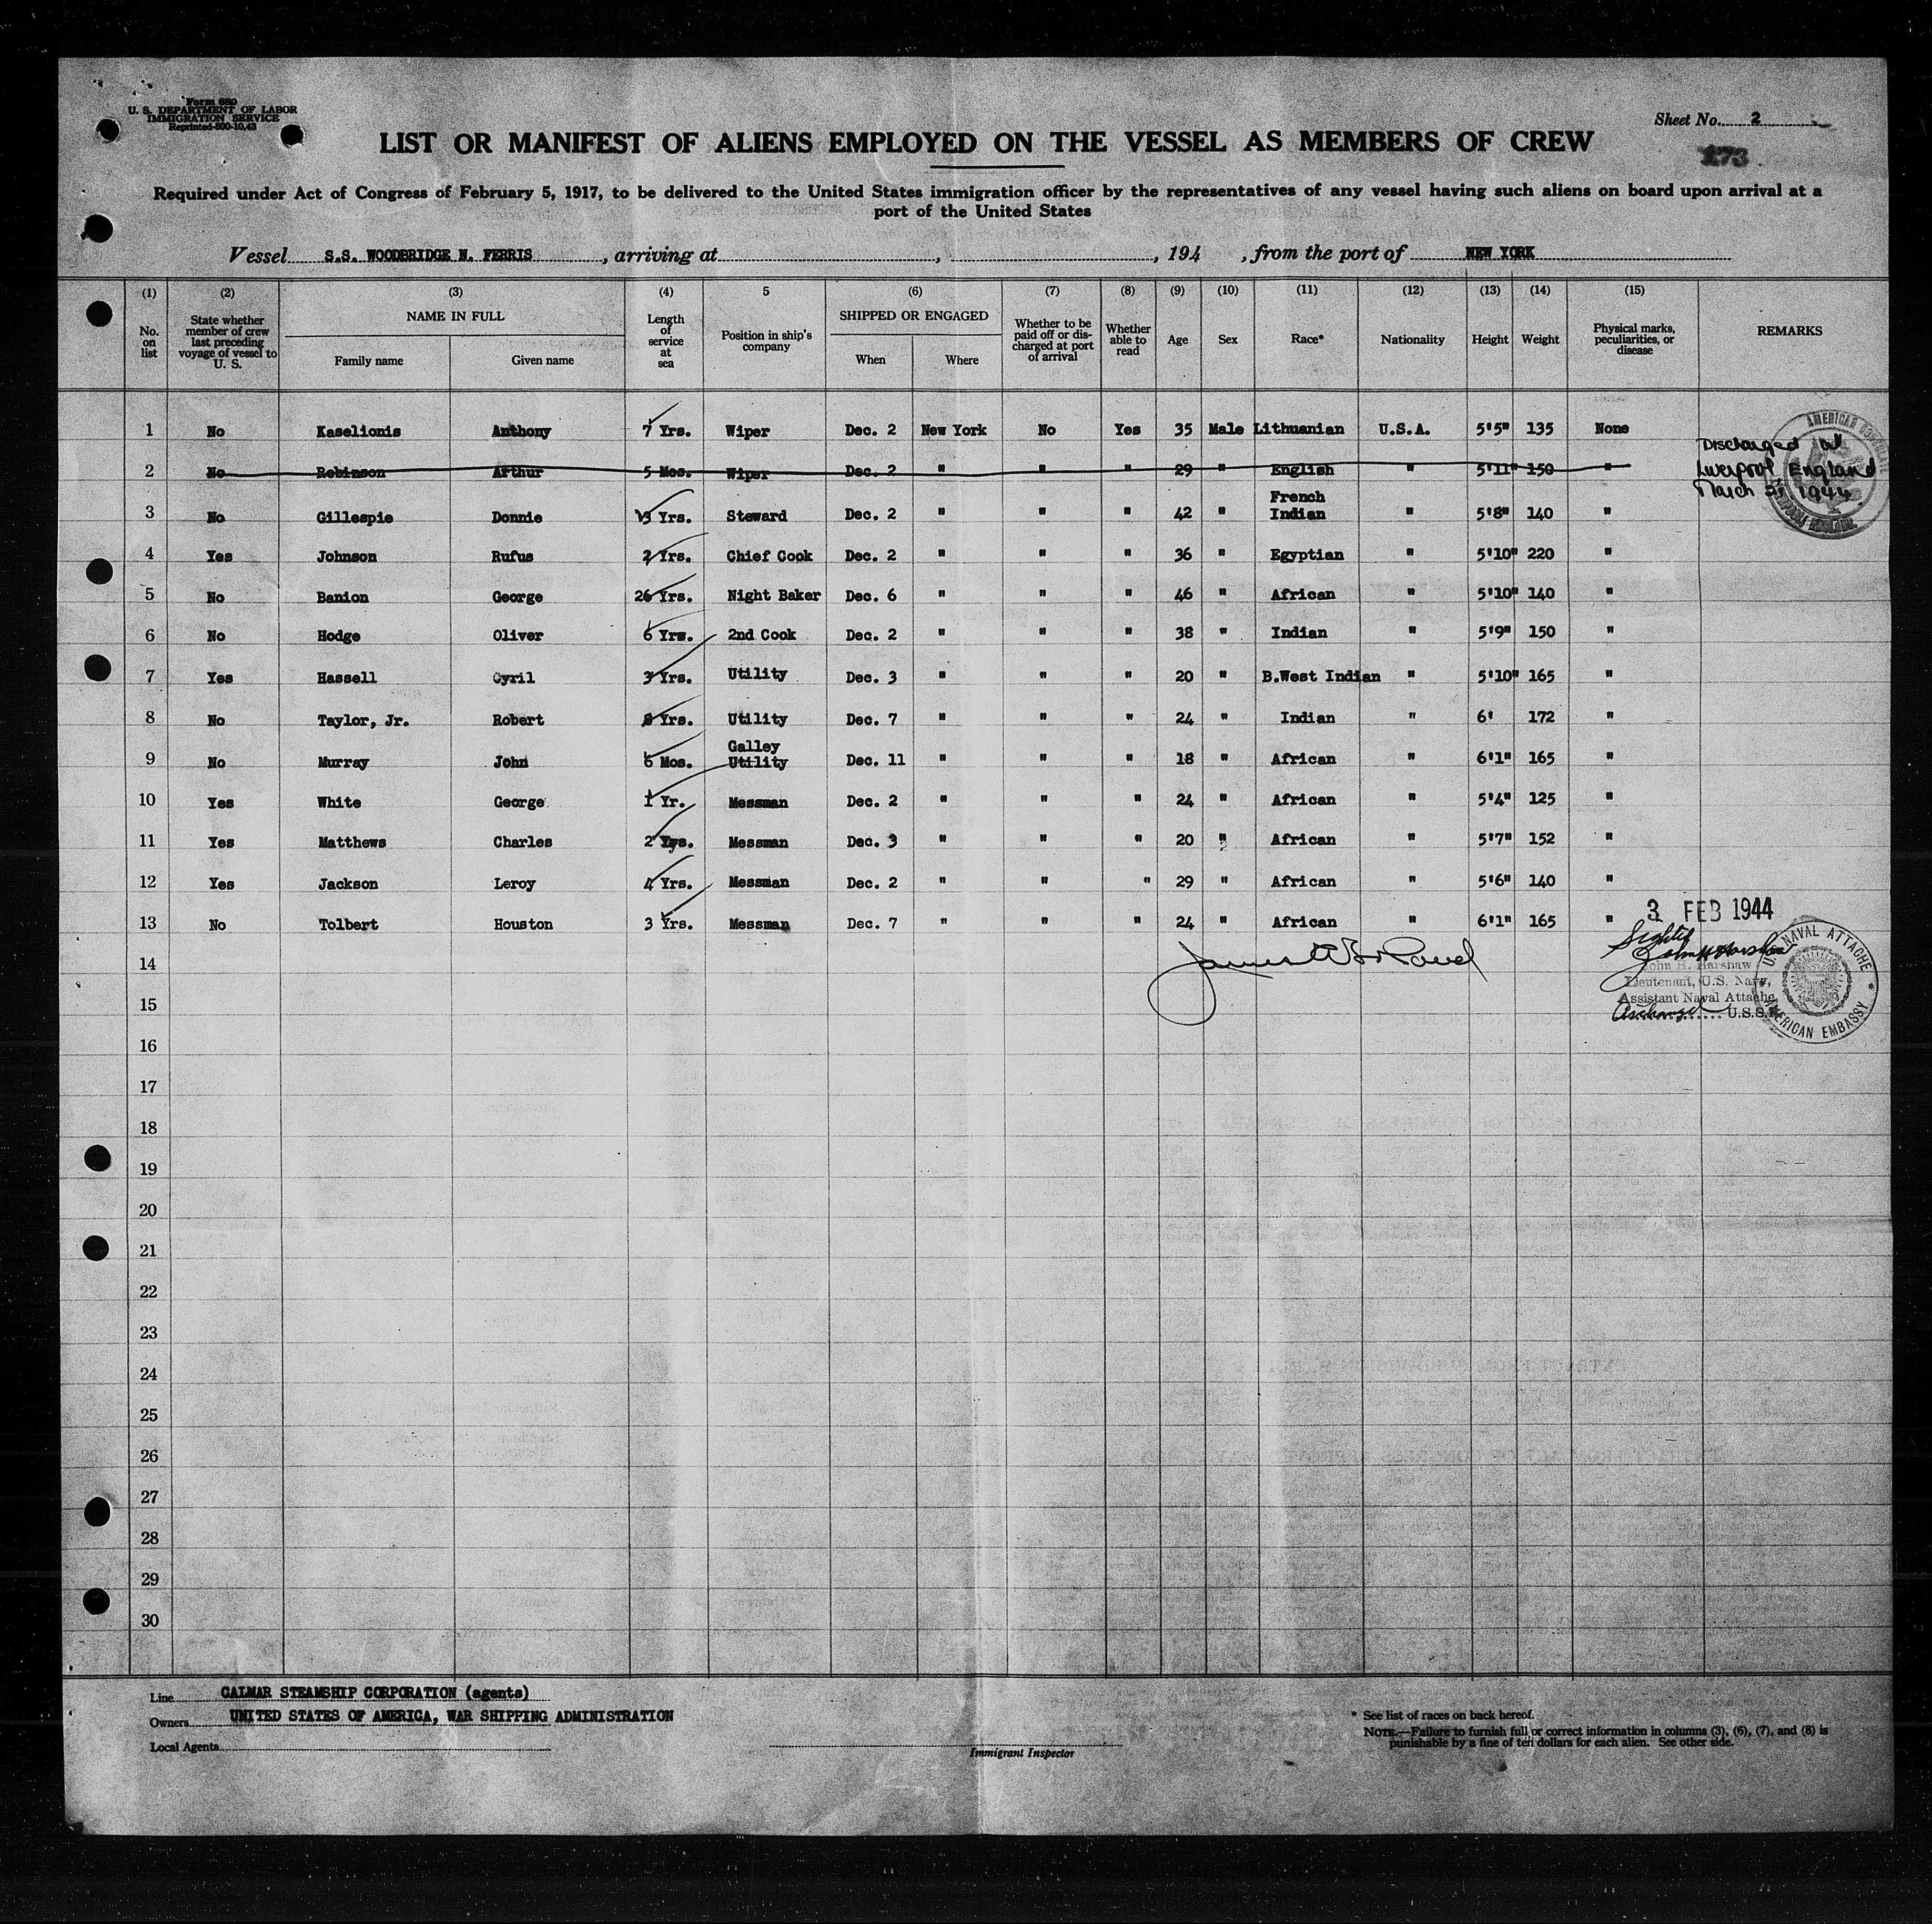 Form 680
U. S. DEPARTMENT OF LABOR
IMMIGRATION SERVICE
Reprinted-500-10,43
Sheet No. 2
LIST OR MANIFEST OF ALIENS EMPLOYED ON THE VESSEL AS MEMBERS OF CREW
173
Required under Act of Congress of February 5, 1917, to be delivered to the United States immigration officer by the representatives of any vessel having such aliens on board upon arrival at a
port of the United States
Vessel S.S. WOODBRIDGE N. FERRIS, arriving at , , 194 , from the port of NEW YORK
(1) (2) (3) (4) 5 (6) (7) (8) (9) (10) (11) (12) (13) (14) (15)
No. on list State whether member of crew last preceding voyage of vessel to U. S. NAME IN FULL Family name Given name Length of service at sea Position in ship's company SHIPPED OR ENGAGED When Where Whether to be paid off or discharged at port of arrival Whether able to read Age Sex Race* Nationality Height Weight Physical marks, peculiarities, or disease REMARKS
1 No Kaselionis Anthony 7 Yrs. Wiper Dec. 2 New York No Yes 35 Male Lithuanian U.S.A. 5'5" 135 None
2 No Robinson Arthur 5 Mos. Wiper Dec. 2 " " " 29 " English " 5'11" 150 "
Discharged at
Liverpool England
March 1944
3 No Gillespie Donnie Yrs. Steward Dec. 2 " " " 42 " French Indian " 5'8" 140 "
4 Yes Johnson Rufus 2 Yrs. Chief Cook Dec. 2 " " " 36 " Egyptian " 5'10" 220 "
5 No Banion George 26 Yrs. Night Baker Dec. 6 " " " 46 " African " 5'10" 140 "
6 No Hodge Oliver 6 Yrs. 2nd Cook Dec. 2 " " " 38 " Indian " 5'9" 150 "
7 Yes Hassell Cyril 3 Yrs. Utility Dec. 3 " " " 20 " B.West Indian " 5'10" 165 "
8 No Taylor, Jr. Robert Yrs. Utility Dec. 7 " " " 24 " Indian " 6' 172 "
9 No Murray John 6 Mos. Galley Utility Dec. 11 " " " 18 " African " 6'1" 165 "
10 Yes White George 1 Yr. Messman Dec. 2 " " " 24 " African " 5'4" 125 "
11 Yes Matthews Charles 2 Yrs. Messman Dec. 3 " " " 20 " African " 5'7" 152 "
12 Yes Jackson Leroy 4 Yrs. Messman Dec. 2 " " " 29 " African " 5'6" 140 "
13 No Tolbert Houston 3 Yrs. Messman Dec. 7 " " " 24 " African " 6'1" 165 "
3 FEB 1944
Sighted
John H Harshaw
John H. Harshaw
Lieutenant, U.S. Navy,
Assistant Naval Attache
Archangel U.S.S.R.
U.S. NAVAL ATTACHE * AMERICAN EMBASSY *
14
15
16
17
18
19
20
21
22
23
24
25
26
27
28
29
30
Line CALMAR STEAMSHIP CORPORATION (agents)
Owners UNITED STATES OF AMERICA, WAR SHIPPING ADMINISTRATION
Local Agents
Immigrant Inspector
* See list of races on back hereof.
NOTE.—Failure to furnish full or correct information in columns (3), (6), (7), and (8) is
punishable by a fine of ten dollars for each alien. See other side.